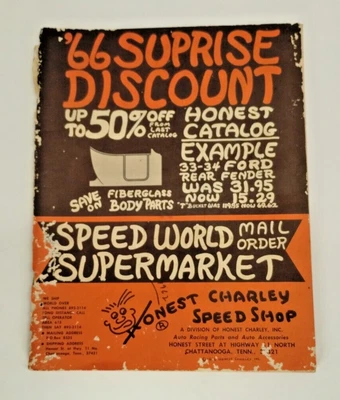 '66 SUPRISE
DISCOUNT
UP TO 50% OFF FROM LAST CATALOG
HONEST
CATALOG
EXAMPLE
33-34 FORD
REAR FENDER
WAS 31.95
NOW 15.29
SAVE ON FIBERGLASS BODY PARTS
SPEED WORLD MAIL ORDER
SUPERMARKET
HONEST CHARLEY
SPEED SHOP
®
A DIVISION OF HONEST CHARLEY, INC.
Auto Racing Parts and Auto Accessories
HONEST STREET AT HIGHWAY 41 NORTH
CHATTANOOGA, TENN.